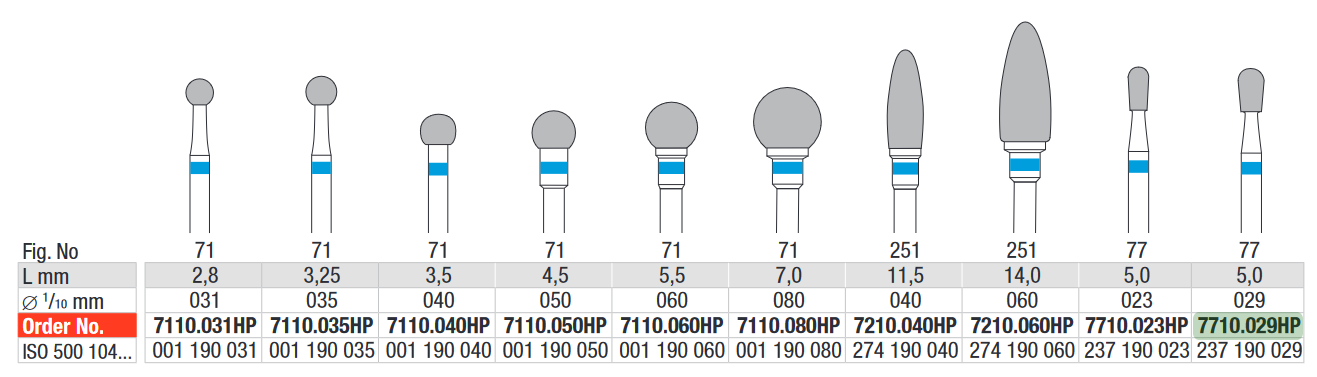 Fig. No 71 71 71 71 71 71 251 251 77 77
L mm 2,8 3,25 3,5 4,5 5,5 7,0 11,5 14,0 5,0 5,0
⌀ 1/10 mm 031 035 040 050 060 080 040 060 023 029
Order No. 7110.031HP 7110.035HP 7110.040HP 7110.050HP 7110.060HP 7110.080HP 7210.040HP 7210.060HP 7710.023HP 7710.029HP
ISO 500 104... 001 190 031 001 190 035 001 190 040 001 190 050 001 190 060 001 190 080 274 190 040 274 190 060 237 190 023 237 190 029